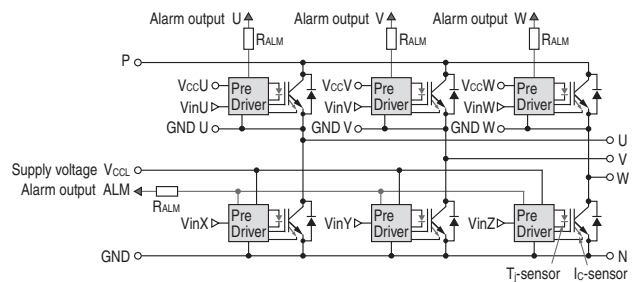 Alarm output U
RALM
Alarm output V
RALM
Alarm output W
RALM
P
VCCU
VinU
GND U
Pre
Driver
VCCV
VinV
GND V
Pre
Driver
VCCW
VinW
GND W
Pre
Driver
U
V
W
Supply voltage VCCL
Alarm output ALM
RALM
VinX
Pre
Driver
VinY
Pre
Driver
VinZ
Pre
Driver
GND
N
Tj-sensor
IC-sensor